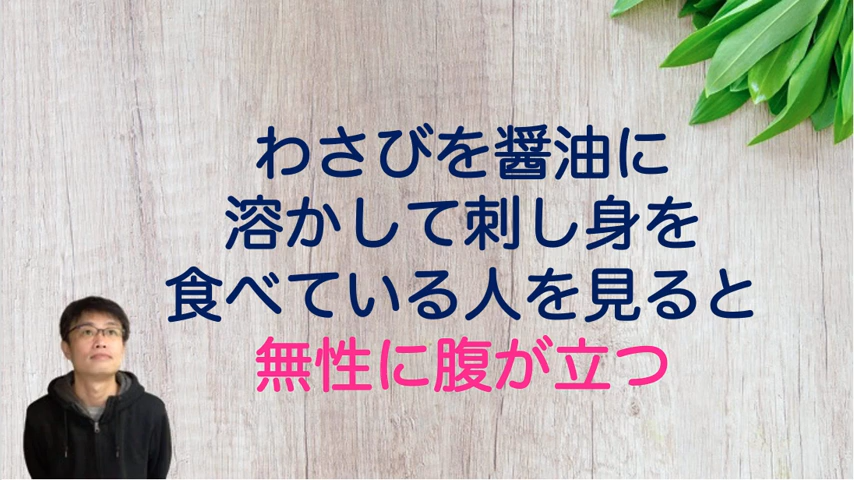 わさびを醤油に
溶かして刺し身を
食べている人を見ると
無性に腹が立つ